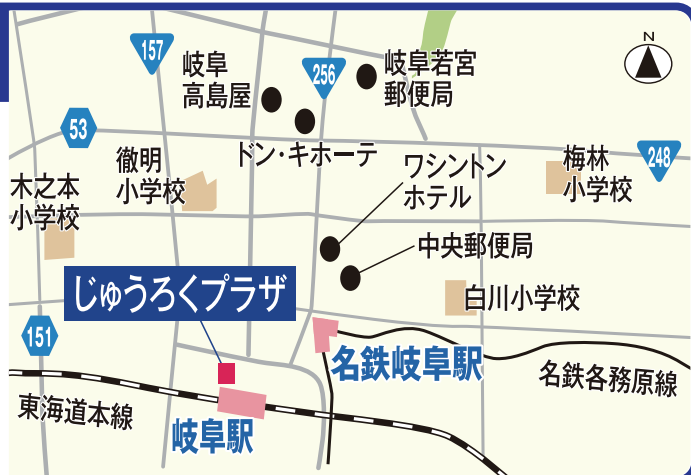 N
157
岐阜
高島屋
256
岐阜若宮
郵便局
53
ドン・キホーテ
徹明
小学校
ワシントン
ホテル
梅林
小学校
248
木之本
小学校
中央郵便局
じゅうろくプラザ
白川小学校
151
名鉄岐阜駅
名鉄各務原線
東海道本線
岐阜駅